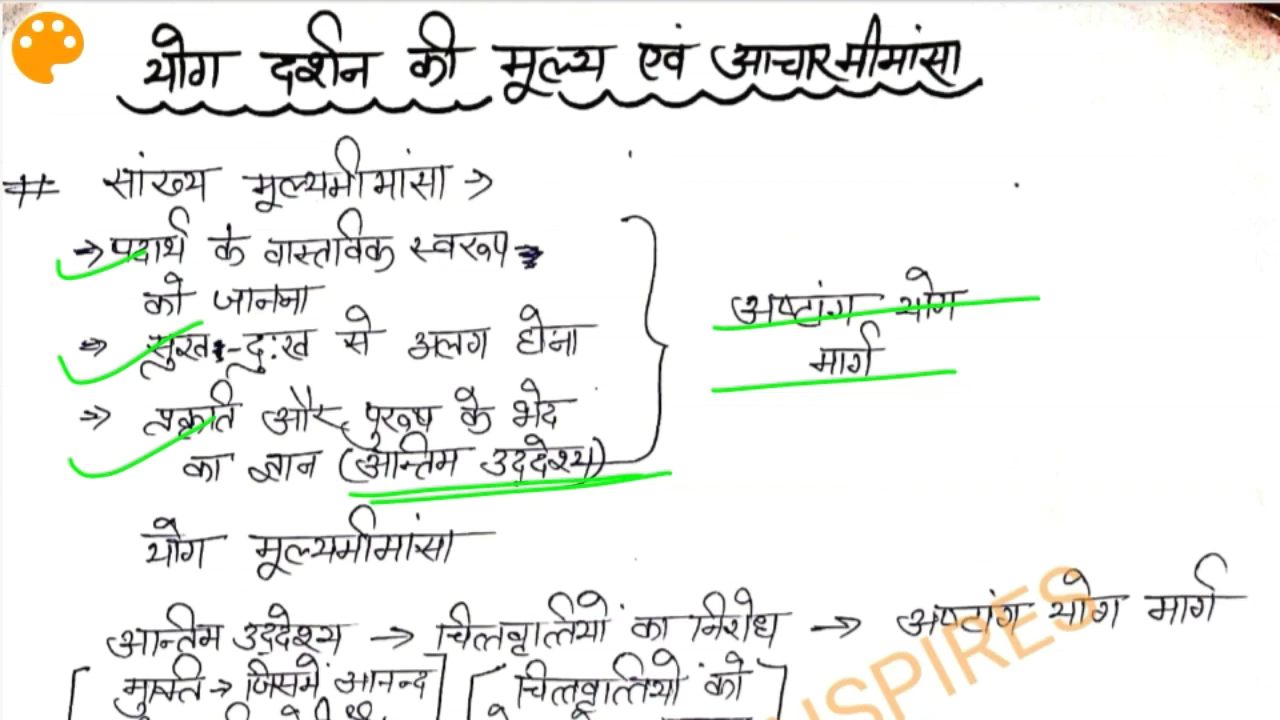 योग दर्शन की मूल्य एवं आचारमीमांसा
# सांख्य मूल्यमीमांसा →
→ पदार्थ के वास्तविक स्वरूप
को जानना
⇒ सुख-दुःख से अलग होना
⇒ प्रकृति और पुरूष के भेद
का ज्ञान (अन्तिम उद्देश्य)
अष्टांग योग
मार्ग
योग मूल्यमीमांसा
अन्तिम उद्देश्य → चित्तवृत्तियों का निरोध → अष्टांग योग मार्ग
[मुक्ति → जिसमें आनन्द] [चित्तवृत्तियों को]
NSPIRES